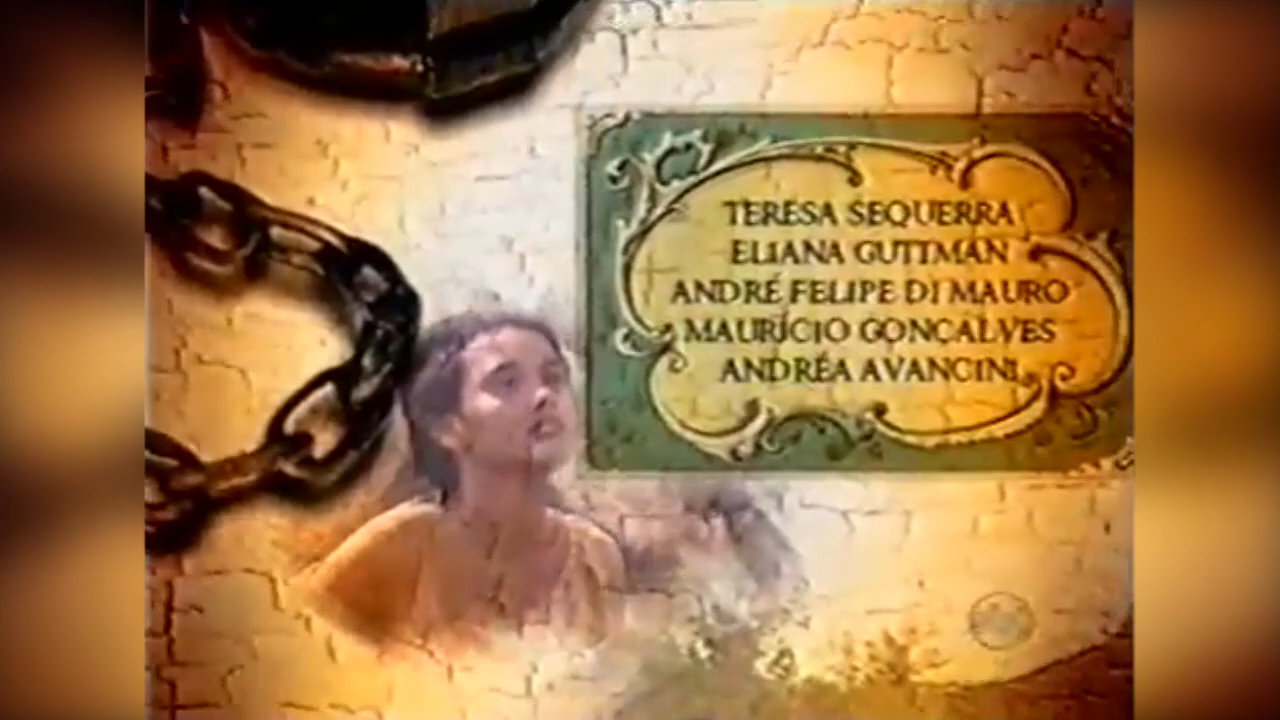 TERESA SEQUERRA
ELIANA GUTTMAN
ANDRÉ FELIPE DI MAURO
MAURÍCIO GONÇALVES
ANDRÉA AVANCINI